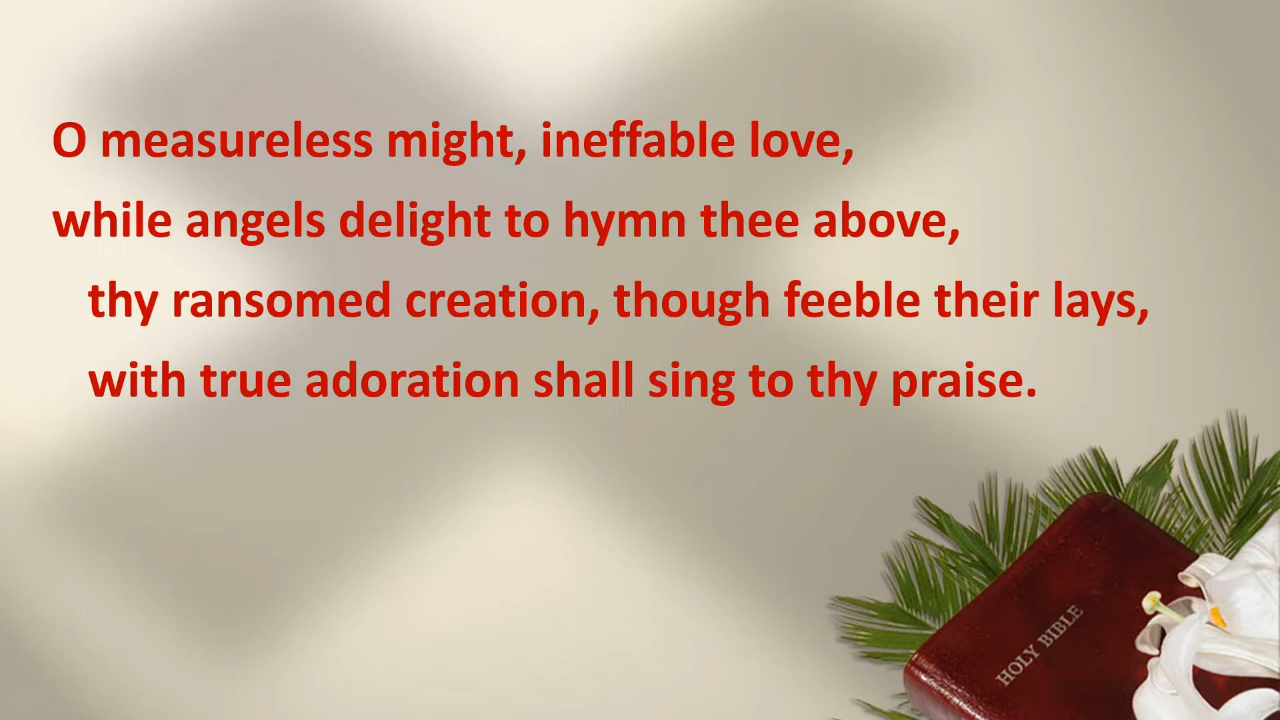 O measureless might, ineffable love,
while angels delight to hymn thee above,
thy ransomed creation, though feeble their lays,
with true adoration shall sing to thy praise.
HOLY BIBLE